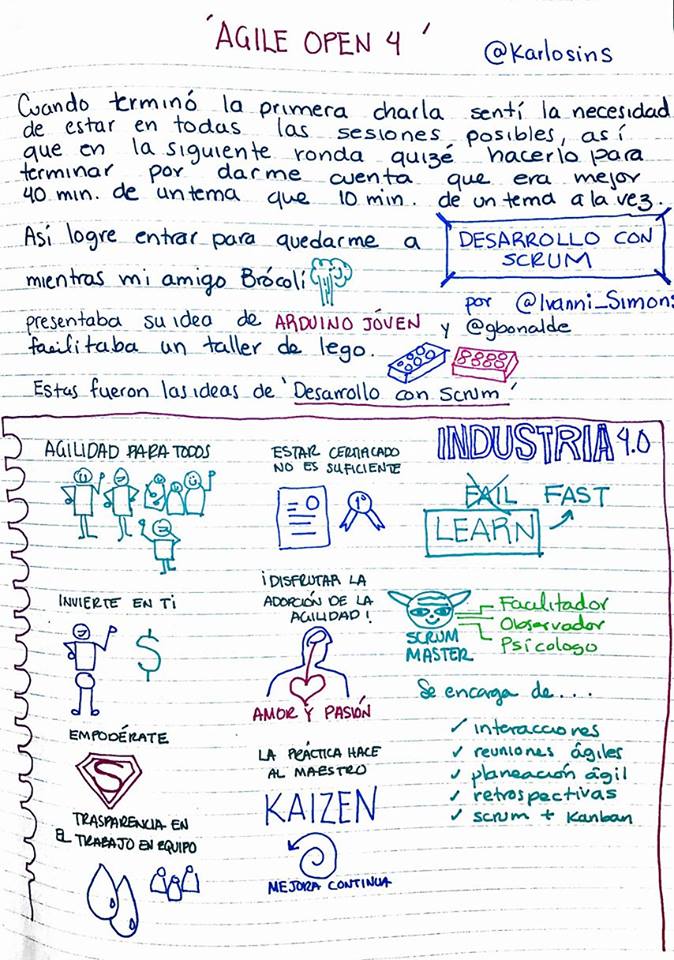 'AGILE OPEN 4'
@Karlosins
Cuando terminó la primera charla sentí la necesidad
de estar en todas las sesiones posibles, así
que en la siguiente ronda quizé hacerlo para
terminar por darme cuenta que era mejor
40 min. de un tema que 10 min. de un tema a la vez.
Así logre entrar para quedarme a
DESARROLLO CON
SCRUM
mientras mi amigo Brócoli
por @Ivanni_Simon
presentaba su idea de ARDUINO JÓVEN y @gbonalde
facilitaba un taller de lego.
Estas fueron las ideas de 'Desarrollo con Scrum'
AGILIDAD PARA TODOS
ESTAR CERTIFACADO
NO ES SUFICIENTE
1º
INDUSTRIA 4.0
FAIL FAST
LEARN
INVIERTE EN TI
$
¡DISFRUTAR LA
ADOPCIÓN DE LA
AGILIDAD!
AMOR Y PASIÓN
SCRUM
MASTER
Facilitador
Observador
Psicologo
Se encarga de....
✓ interacciones
✓ reuniones ágiles
✓ planeación ágil
✓ retrospectivas
✓ scrum + Kanban
EMPODÉRATE
S
TRASPARENCIA EN
EL TRABAJO EN EQUIPO
LA PRÁCTICA HACE
AL MAESTRO
KAIZEN
MEJORA CONTINUA